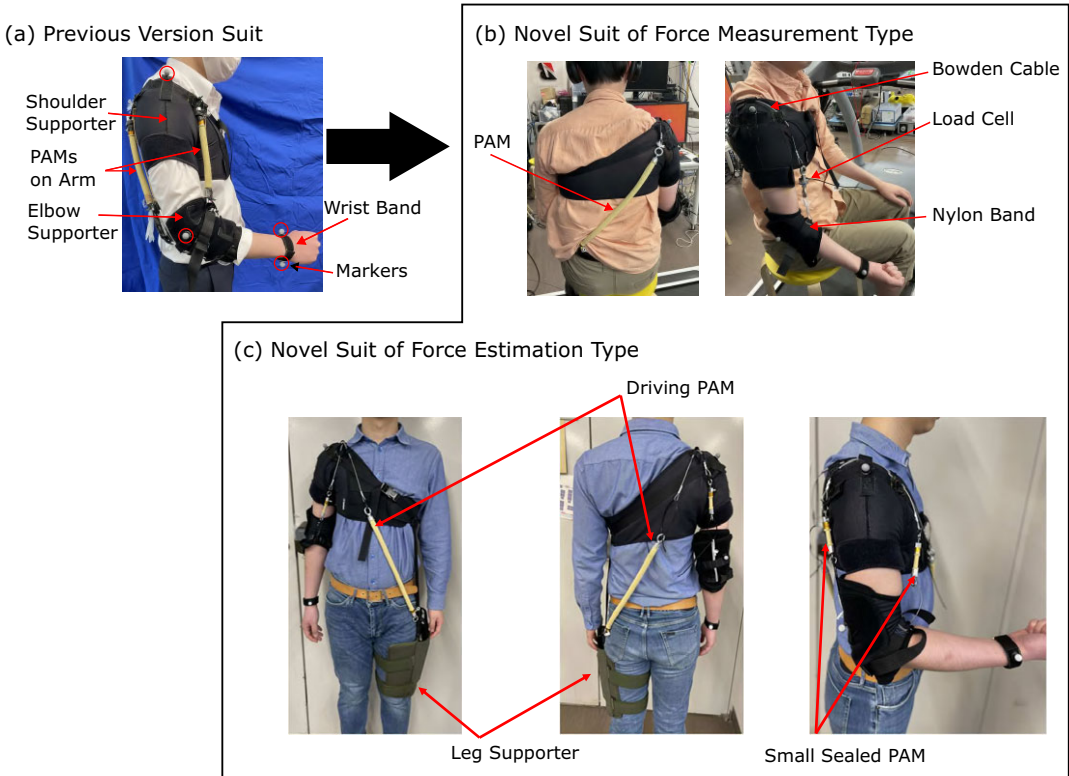 (a) Previous Version Suit
Shoulder
Supporter
PAMs
on Arm
Elbow
Supporter
Wrist Band
Markers
(b) Novel Suit of Force Measurement Type
PAM
Bowden Cable
Load Cell
Nylon Band
(c) Novel Suit of Force Estimation Type
Driving PAM
Leg Supporter
Small Sealed PAM